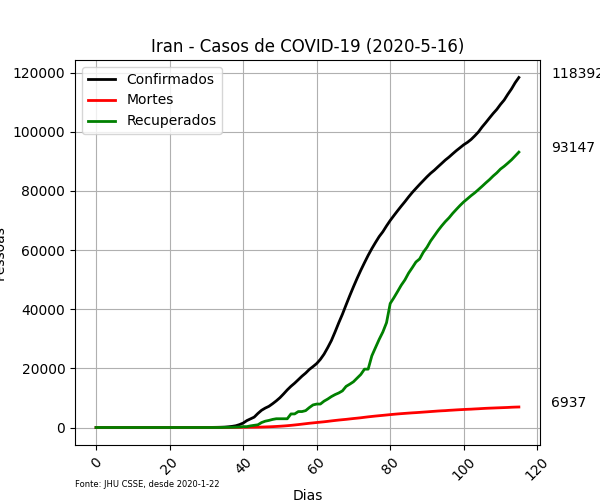 Iran - Casos de COVID-19 (2020-5-16)
Confirmados
Mortes
Recuperados
120000
100000
80000
60000
40000
20000
0
118392
93147
6937
0
20
40
60
80
100
120
Fonte: JHU CSSE, desde 2020-1-22
Dias